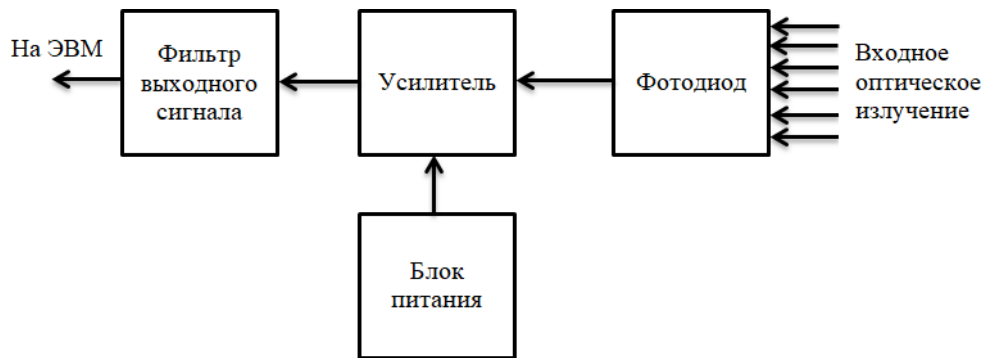 На ЭВМ
Фильтр
выходного
сигнала
Усилитель
Фотодиод
Входное
оптическое
излучение
Блок
питания